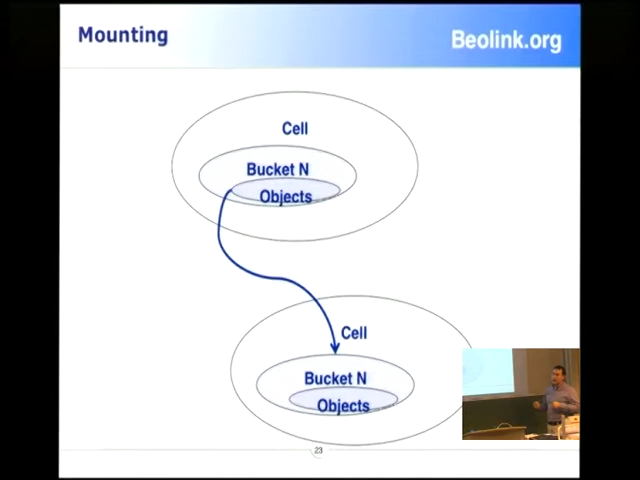 Mounting
Beolink.org
Cell
Bucket N
Objects
Cell
Bucket N
Objects
23